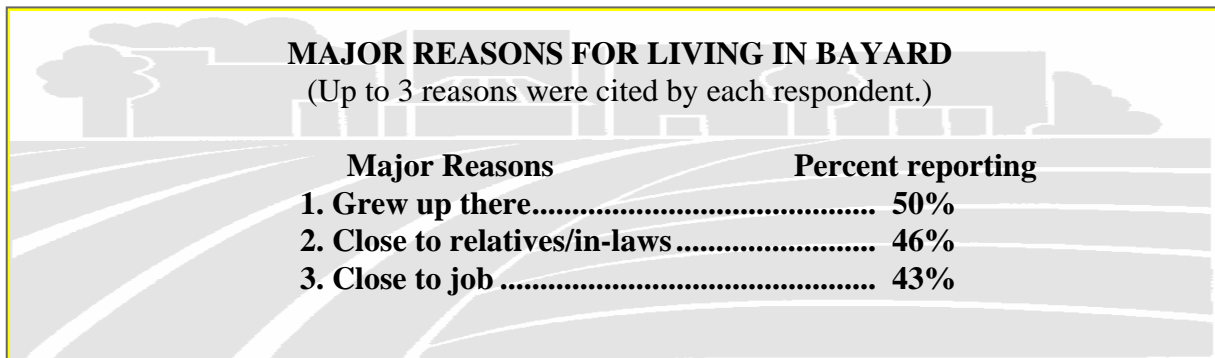 MAJOR REASONS FOR LIVING IN BAYARD
(Up to 3 reasons were cited by each respondent.)
Major Reasons Percent reporting
1. Grew up there........................................... 50%
2. Close to relatives/in-laws......................... 46%
3. Close to job ............................................... 43%